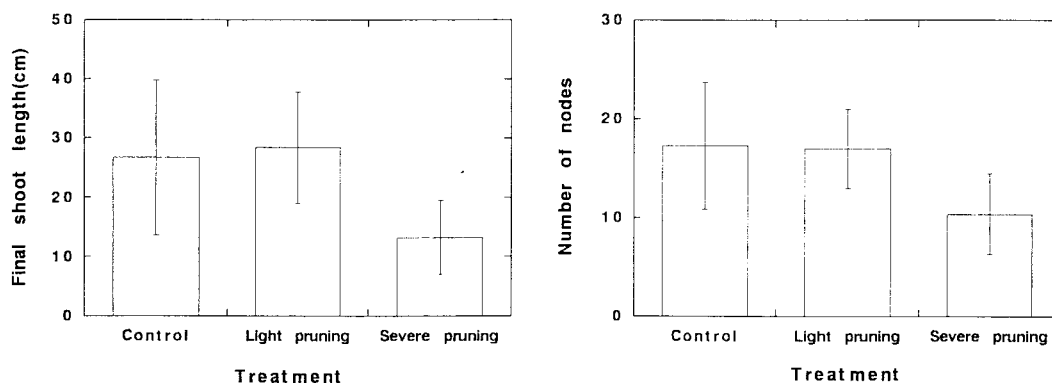 Final shoot length(cm)
50
40
30
20
10
0
Control Light pruning Severe pruning
Treatment
Number of nodes
30
20
10
0
Control Light pruning Severe pruning
Treatment